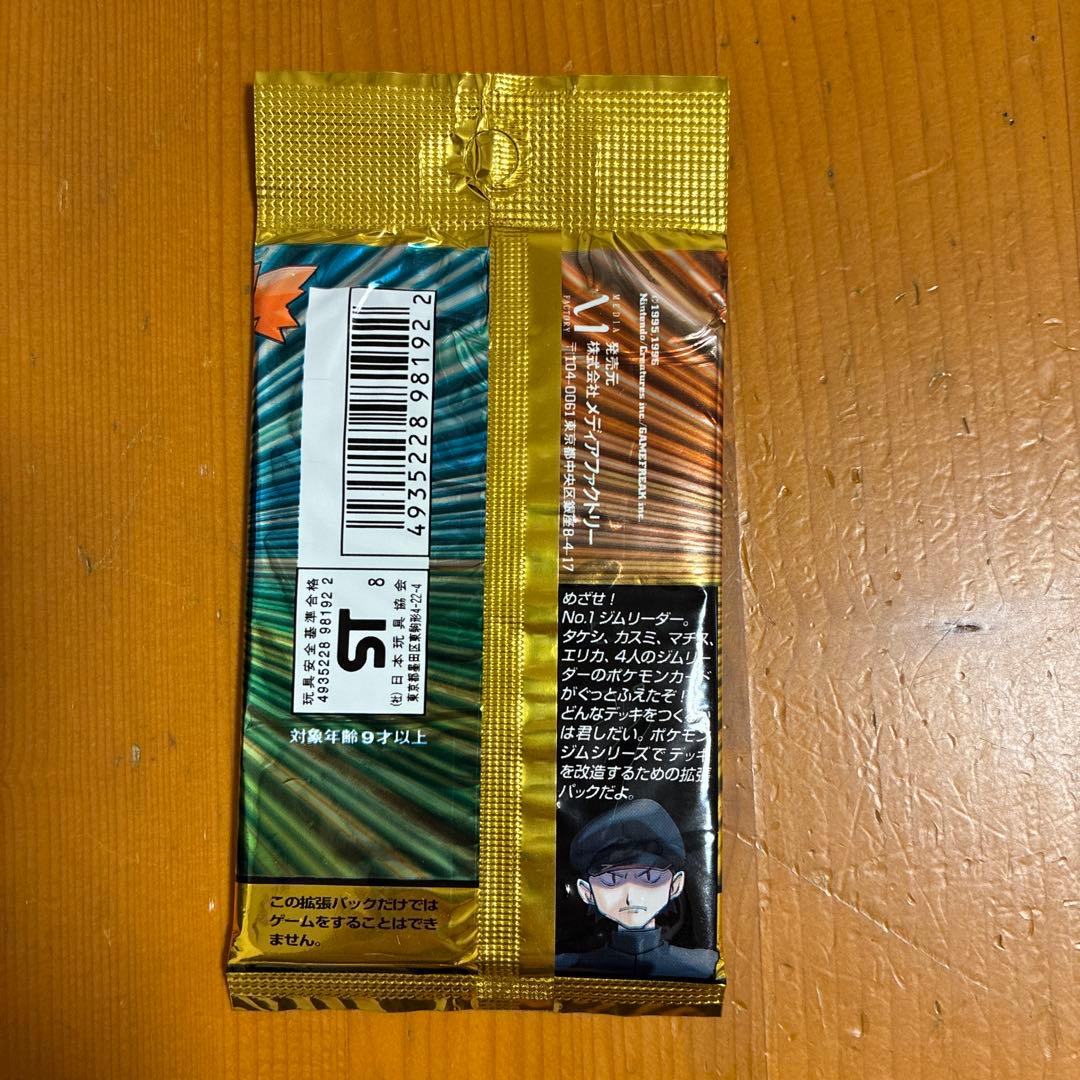 4935228 98192 2
玩具安全基準合格
4935228 98192 2
ST
8
(社)日本玩具協会
東京都墨田区東駒形4-22-4
対象年齢9才以上
この拡張パックだけでは
ゲームをすることはでき
ません。
©1995,1996
Nintendo/Creatures inc./GAMEFREAK inc.
MEDIA
FACTORY
発売元
株式会社メディアファクトリー
〒104-0061東京都中央区銀座8-4-17
めざせ!
No.1 ジムリーダー。
タケシ、カスミ、マチス、
エリカ、4人のジムリー
ダーのポケモンカード
がぐっとふえたぞ!
どんなデッキをつくる
は君しだい。ポケモン
ジムシリーズでデッキ
を改造するための拡張
パックだよ。